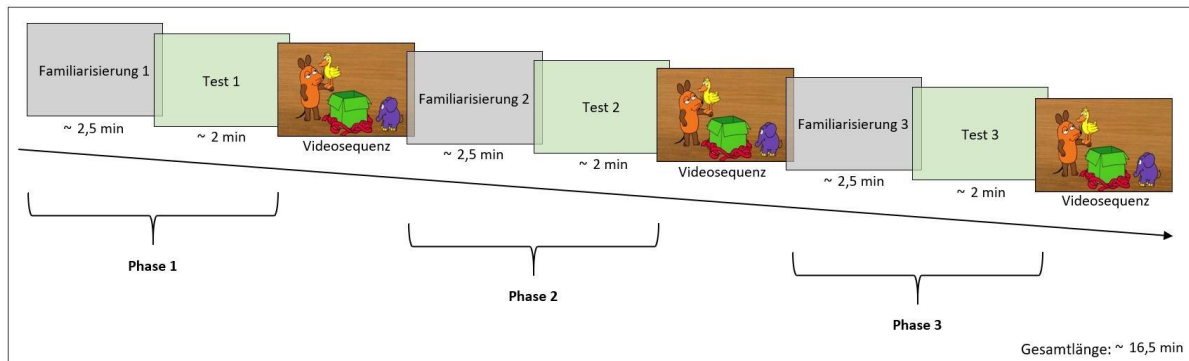 Familiarisierung 1
~ 2,5 min
Test 1
~ 2 min
Videosequenz
Familiarisierung 2
~ 2,5 min
Test 2
~ 2 min
Videosequenz
Familiarisierung 3
~ 2,5 min
Test 3
~ 2 min
Videosequenz
Phase 1
Phase 2
Phase 3
Gesamtlänge: ~ 16,5 min